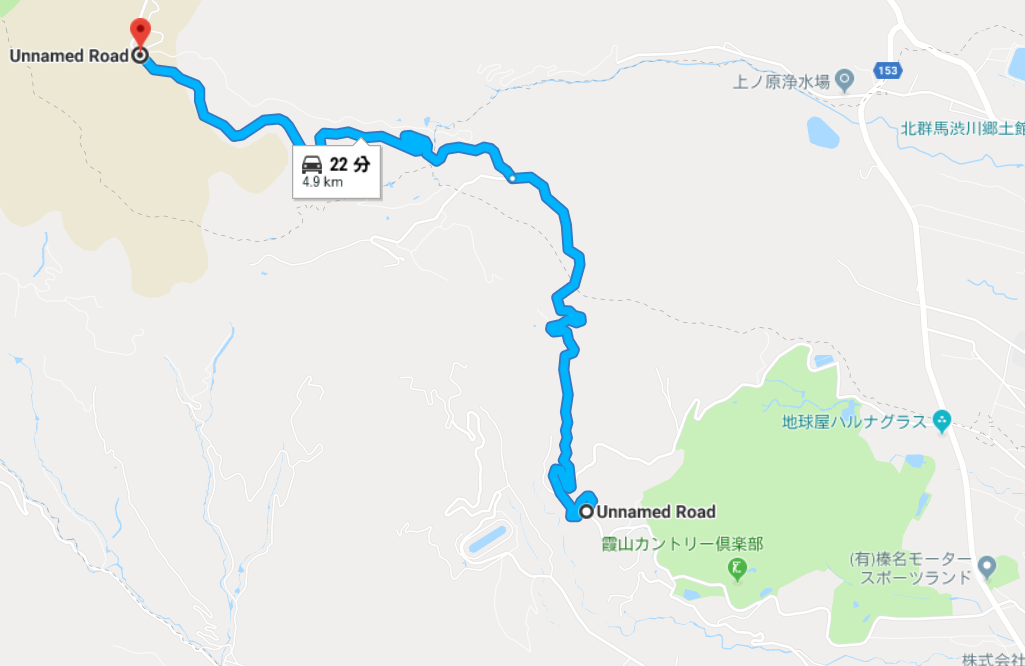 Unnamed Road
153
上ノ原浄水場
北群馬渋川郷土館
22 分
4.9 km
地球屋ハルナグラス
Unnamed Road
霞山カントリー倶楽部
(有)榛名モーター
スポーツランド
株式会社